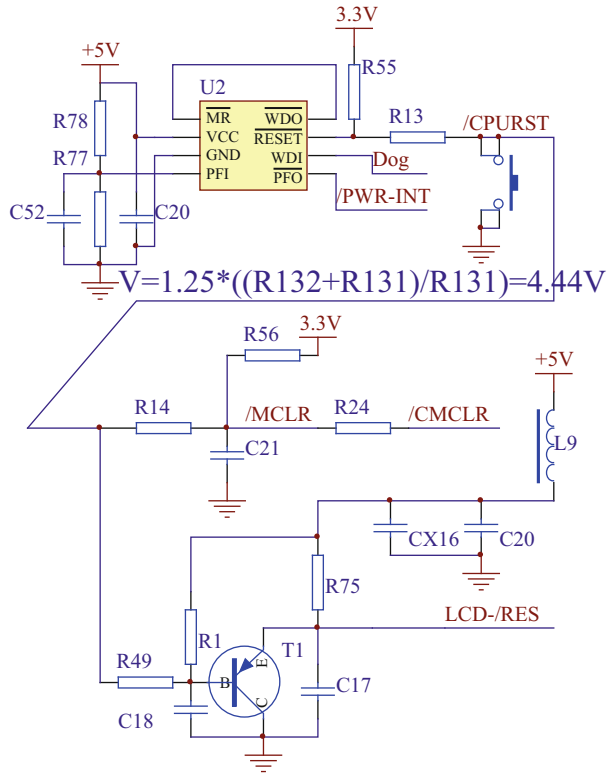 3.3V
+5V
R55
U2
R78
R13
/CPURST
MR
WDO
VCC
RESET
R77
GND
WDI
Dog
PFI
PFO
/PWR-INT
C52
C20
V=1.25*((R132+R131)/R131)=4.44V
3.3V
R56
+5V
R14
/MCLR
R24
/CMCLR
C21
L9
CX16
C20
R75
LCD-/RES
R1
T1
E
R49
B
C17
C
C18